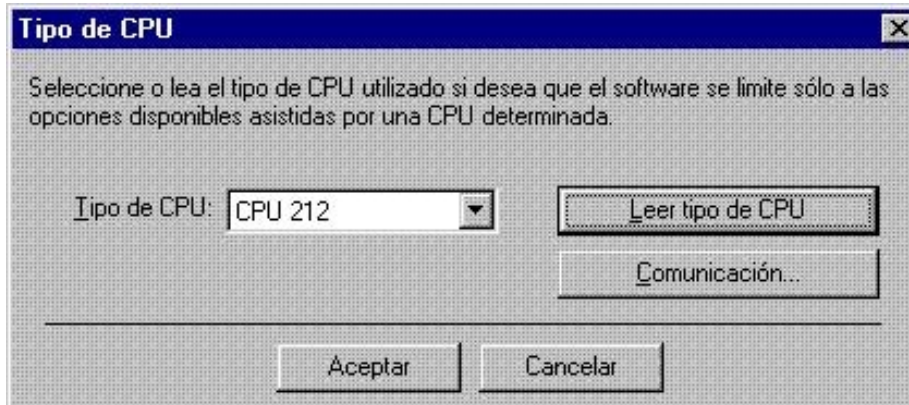 Tipo de CPU
Seleccione o lea el tipo de CPU utilizado si desea que el software se limite sólo a las
opciones disponibles asistidas por una CPU determinada.
Tipo de CPU: CPU 212 Leer tipo de CPU
Comunicación...
Aceptar Cancelar